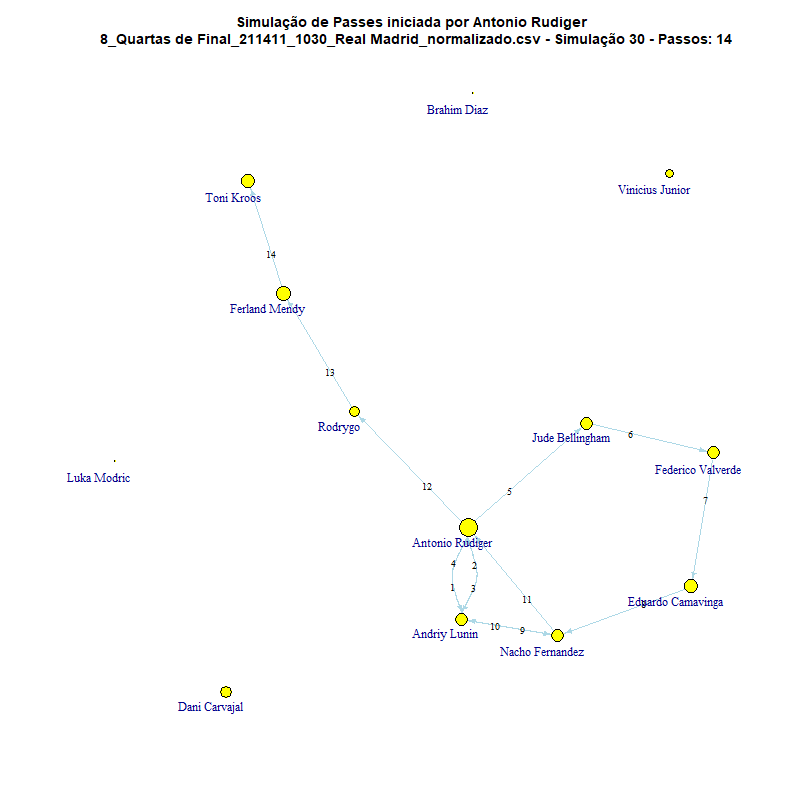 Simulação de Passes iniciada por Antonio Rudiger
8_Quartas de Final_211411_1030_Real Madrid_normalizado.csv - Simulação 30 - Passos: 14
Brahim Diaz
Vinicius Junior
Toni Kroos
14
Ferland Mendy
13
Rodrygo
Jude Bellingham
6
Federico Valverde
Luka Modric
12
5
7
Antonio Rudiger
4
2
1
3
11
Eduardo Camavinga
10
9
Andriy Lunin
Nacho Fernandez
Dani Carvajal